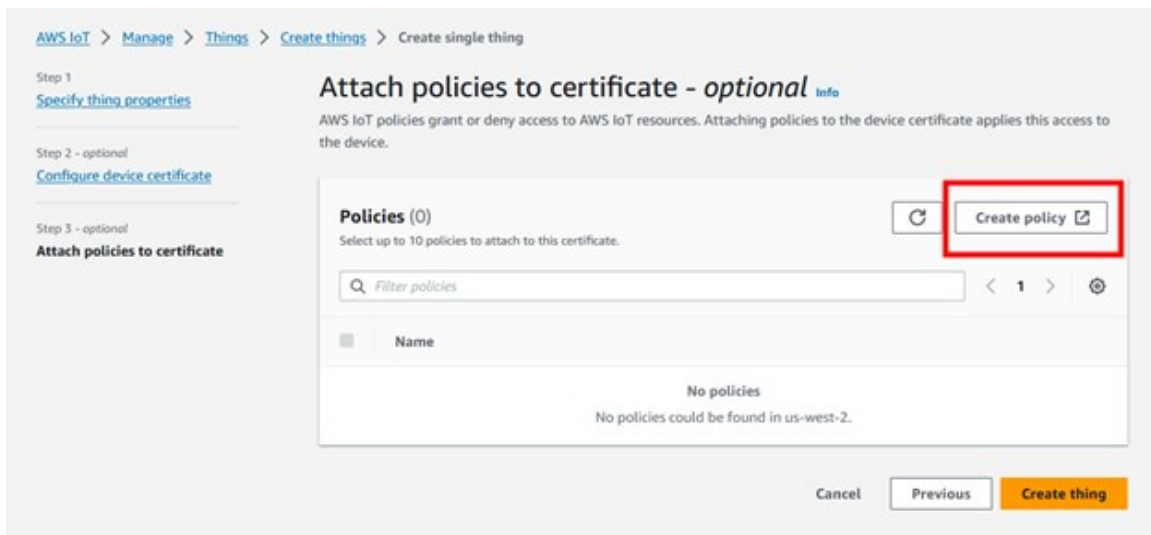 AWS IoT > Manage > Things > Create things > Create single thing
Step 1
Specify thing properties
Step 2 - optional
Configure device certificate
Step 3 - optional
Attach policies to certificate
Attach policies to certificate - optional Info
AWS IoT policies grant or deny access to AWS IoT resources. Attaching policies to the device certificate applies this access to
the device.
Policies (0)
Select up to 10 policies to attach to this certificate.
Create policy
Filter policies
1
Name
No policies
No policies could be found in us-west-2.
Cancel
Previous
Create thing